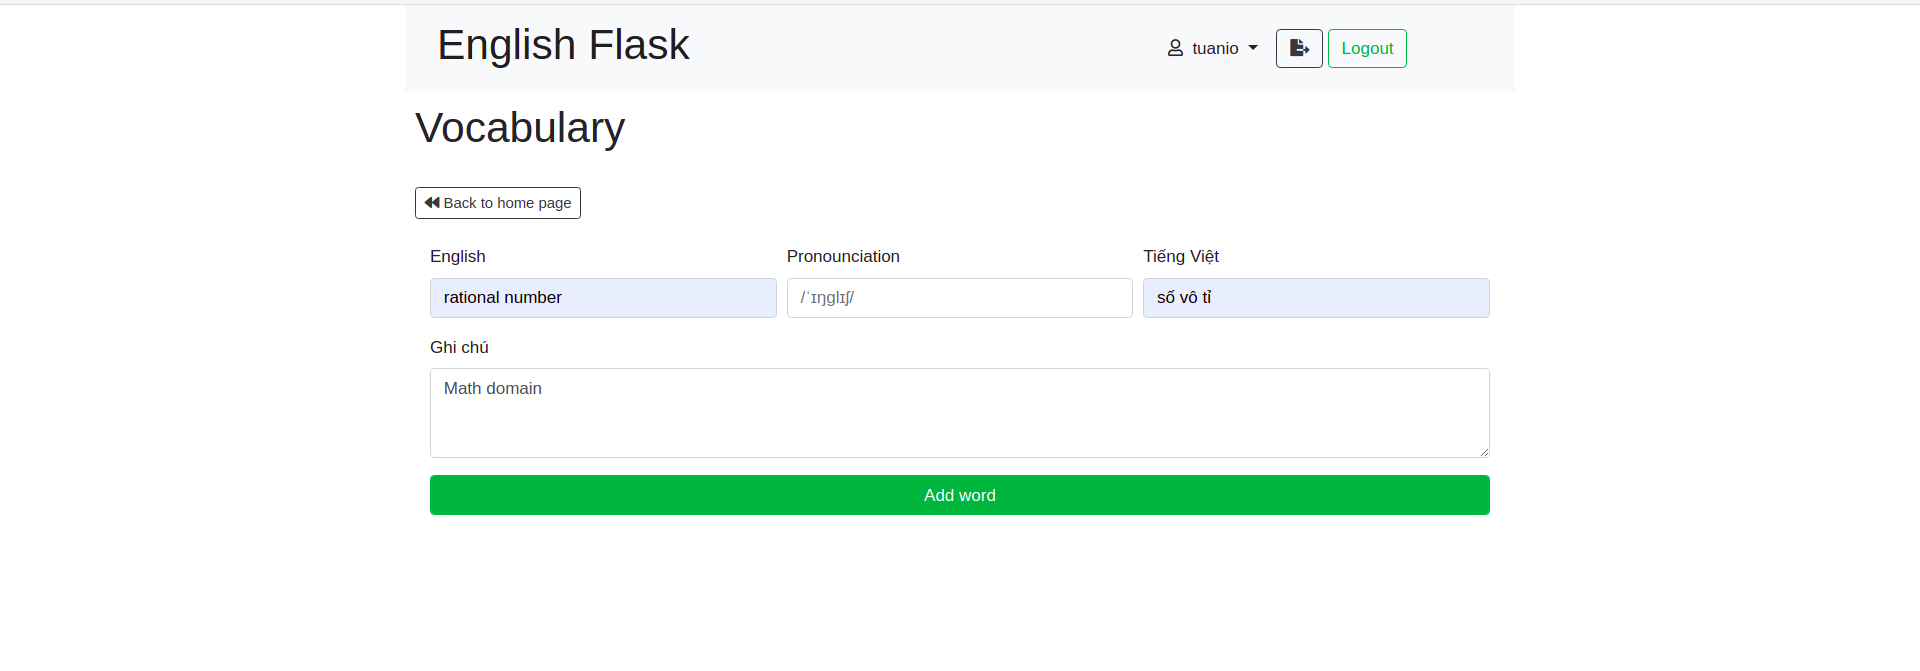 English Flask
tuanio
Logout
Vocabulary
Back to home page
English
Pronounciation
Tiếng Việt
rational number
/ˈɪŋglɪʃ/
số vô tỉ
Ghi chú
Math domain
Add word